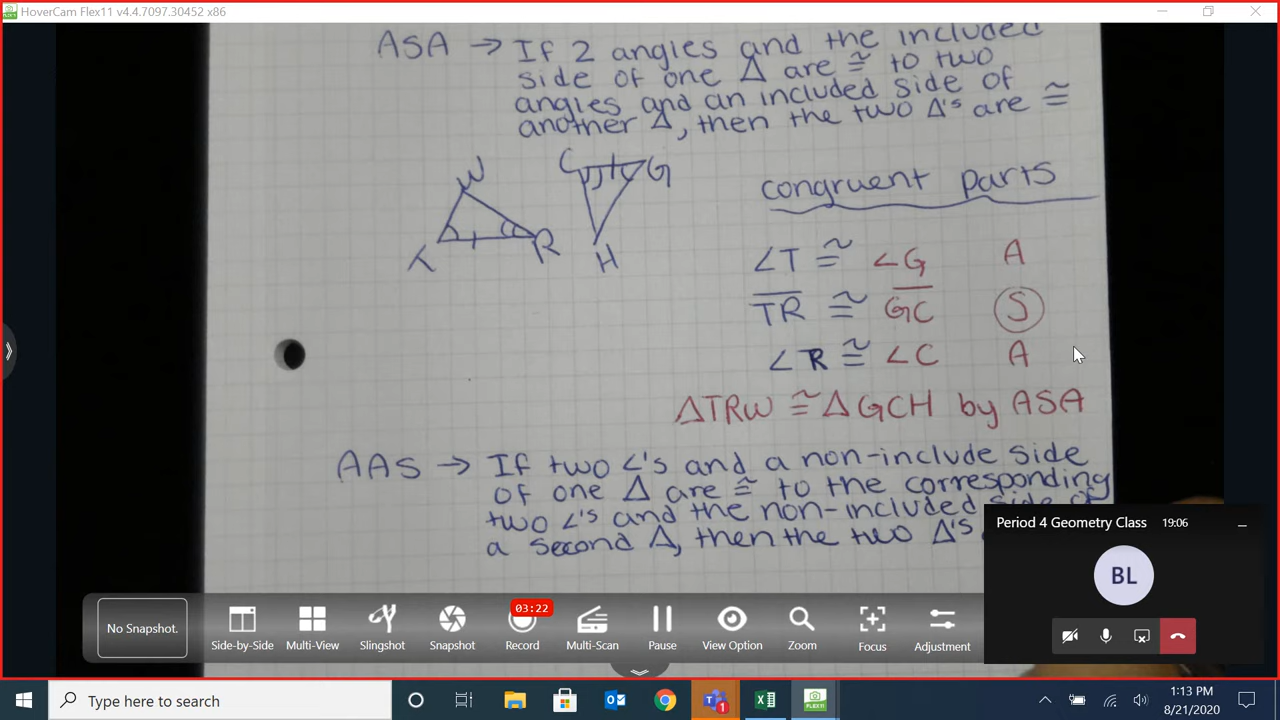 HoverCam Flex11 v4.4.7097.30452 x86
ASA → If 2 angles and the included
side of one Δ are ≅ to two
angles and an included side of
another Δ, then the two Δ's are ≅
W
C
G
T
R
H
congruent parts
∠T ≅ ∠G A
TR ≅ GC S
∠R ≅ ∠C A
ΔTRW ≅ ΔGCH by ASA
AAS → If two ∠'s and a non-include side
of one Δ are ≅ to the corresponding
two ∠'s and the non-included side of
a second Δ, then the two Δ's
Period 4 Geometry Class 19:06
BL
No Snapshot.
Side-by-Side
Multi-View
Slingshot
Snapshot
03:22
Record
Multi-Scan
Pause
View Option
Zoom
Focus
Adjustment
Type here to search
1
FLEX11
1:13 PM
8/21/2020